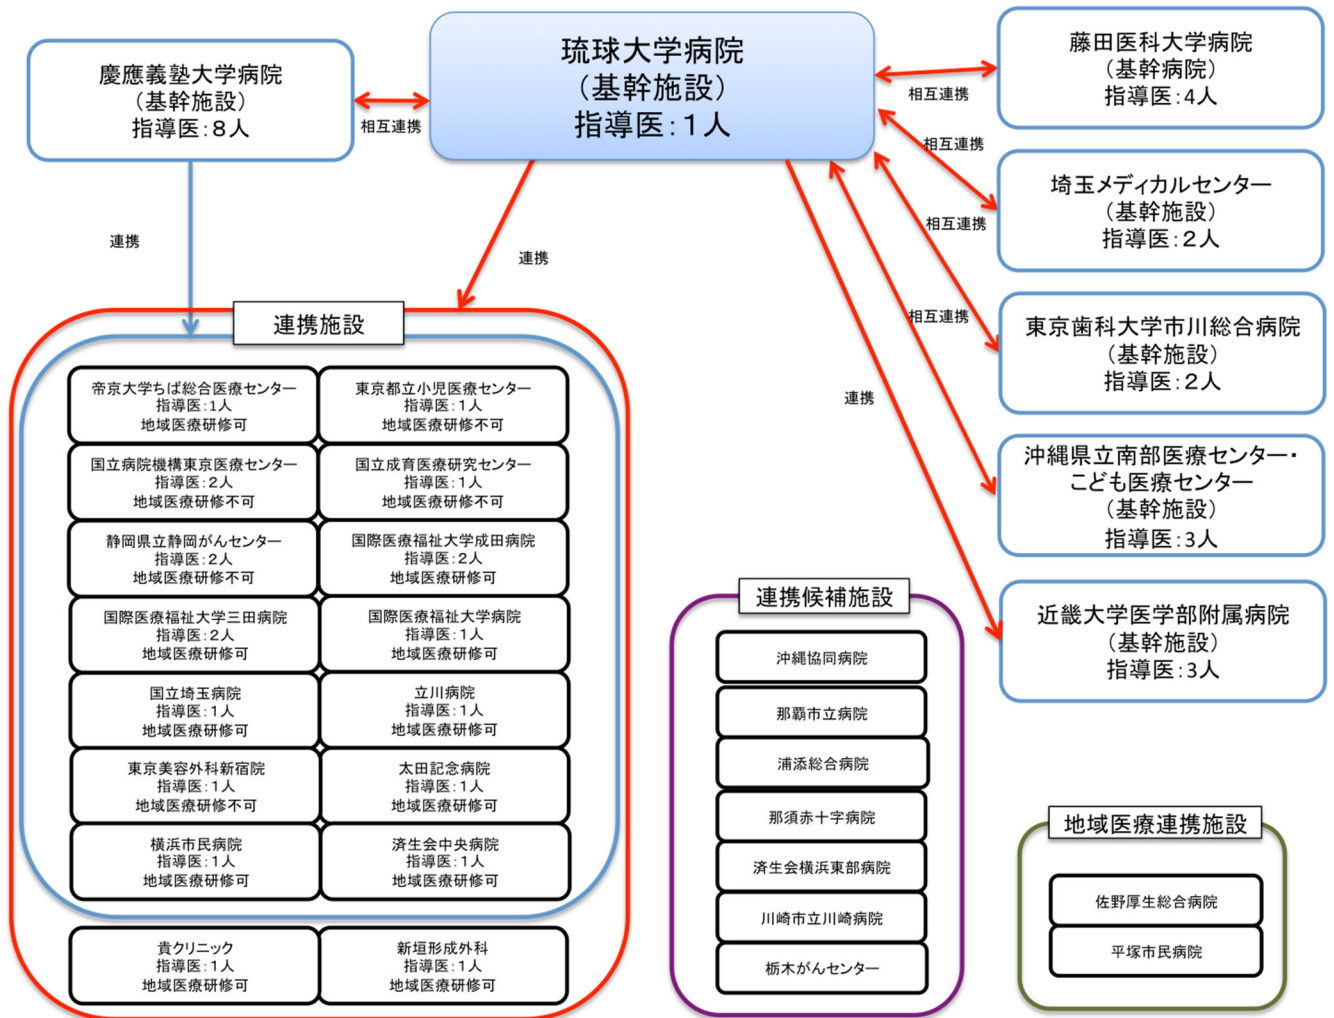 琉球大学病院
(基幹施設)
指導医：１人
慶應義塾大学病院
(基幹施設)
指導医：８人
相互連携
連携
連携
藤田医科大学病院
(基幹病院)
指導医：4人
相互連携
埼玉メディカルセンター
(基幹施設)
指導医：２人
相互連携
東京歯科大学市川総合病院
(基幹施設)
指導医：２人
相互連携
沖縄県立南部医療センター・
こども医療センター
(基幹施設)
指導医：3人
相互連携
近畿大学医学部附属病院
(基幹施設)
指導医：3人
連携
連携施設
帝京大学ちば総合医療センター
指導医：1人
地域医療研修可
東京都立小児医療センター
指導医：１人
地域医療研修不可
国立病院機構東京医療センター
指導医：２人
地域医療研修不可
国立成育医療研究センター
指導医：１人
地域医療研修不可
静岡県立静岡がんセンター
指導医：２人
地域医療研修不可
国際医療福祉大学成田病院
指導医：２人
地域医療研修可
国際医療福祉大学三田病院
指導医：２人
地域医療研修可
国際医療福祉大学病院
指導医：１人
地域医療研修可
国立埼玉病院
指導医：１人
地域医療研修可
立川病院
指導医：１人
地域医療研修可
東京美容外科新宿院
指導医：１人
地域医療研修不可
太田記念病院
指導医：１人
地域医療研修可
横浜市民病院
指導医：１人
地域医療研修可
済生会中央病院
指導医：１人
地域医療研修可
貴クリニック
指導医：１人
地域医療研修可
新垣形成外科
指導医：１人
地域医療研修可
連携候補施設
沖縄協同病院
那覇市立病院
浦添総合病院
那須赤十字病院
済生会横浜東部病院
川崎市立川崎病院
栃木がんセンター
地域医療連携施設
佐野厚生総合病院
平塚市民病院